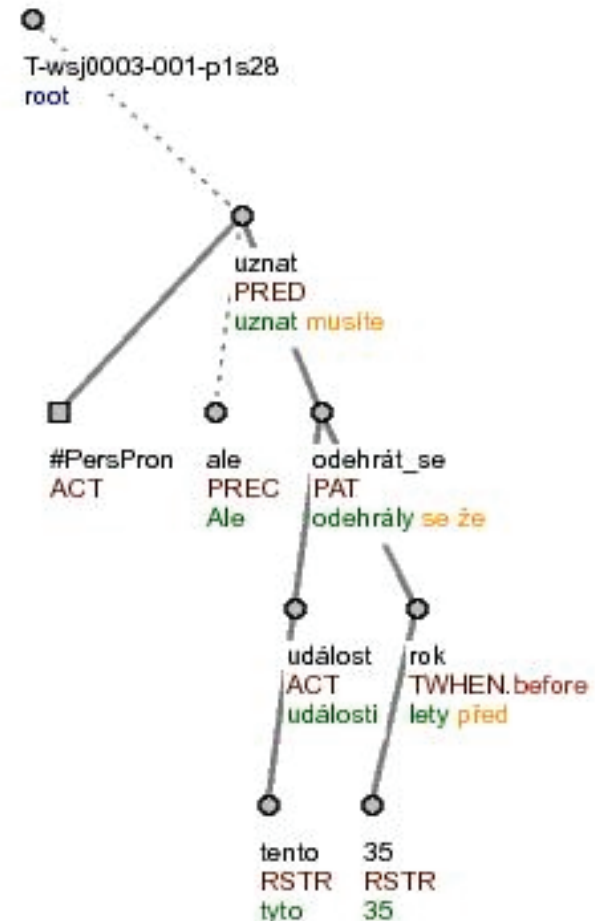 T-wsj0003-001-p1s28
root
uznat
PRED
uznat musíte
#PersPron
ACT
ale
PREC
Ale
odehrát_se
PAT
odehrály se že
událost
ACT
události
rok
TWHEN.before
lety před
tento
RSTR
tyto
35
RSTR
35